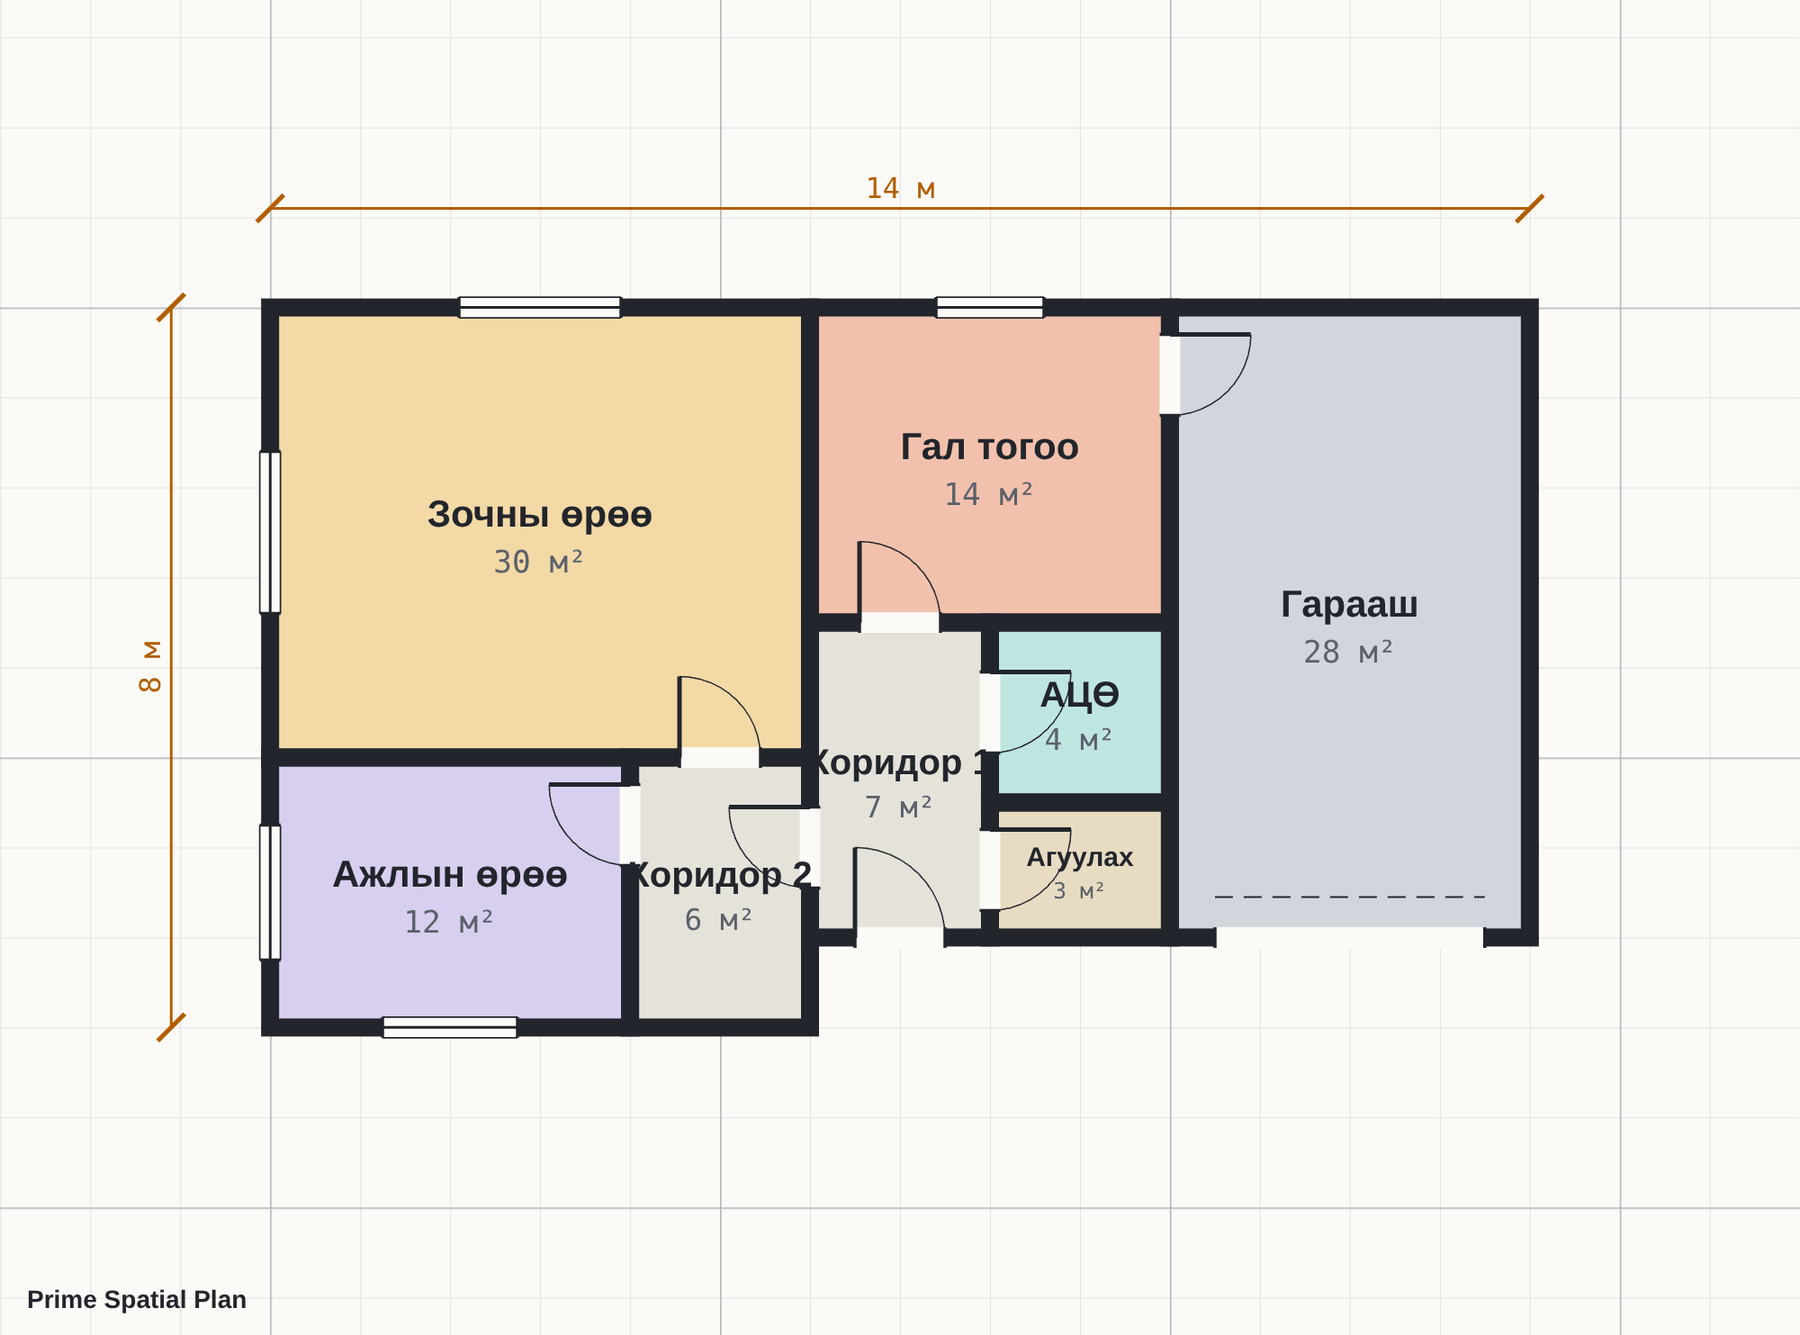 14 м
8 м
Зочны өрөө
30 м²
Гал тогоо
14 м²
Гарааш
28 м²
АЦӨ
4 м²
Коридор 1
7 м²
Агуулах
3 м²
Ажлын өрөө
12 м²
Коридор 2
6 м²
Prime Spatial Plan